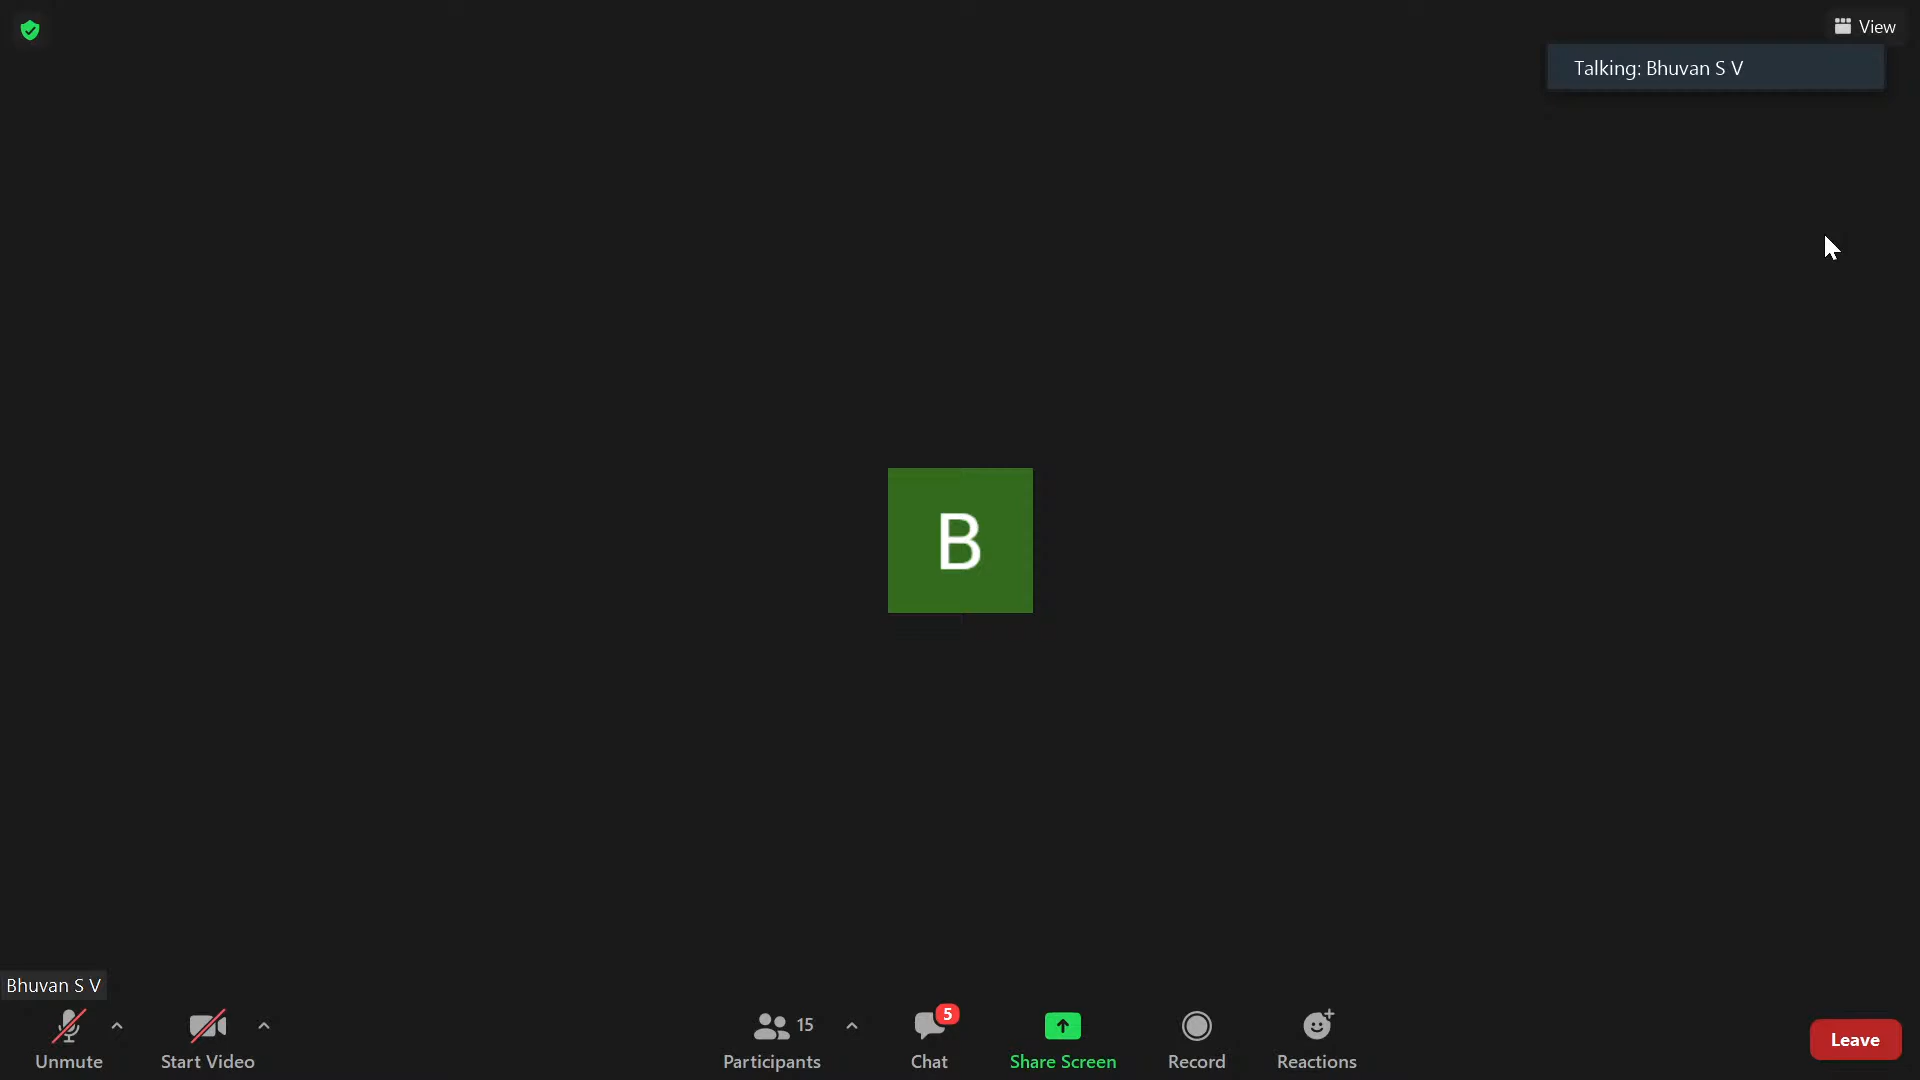 View
Talking: Bhuvan S V
B
Bhuvan S V
Unmute
Start Video
15
Participants
5
Chat
Share Screen
Record
Reactions
Leave